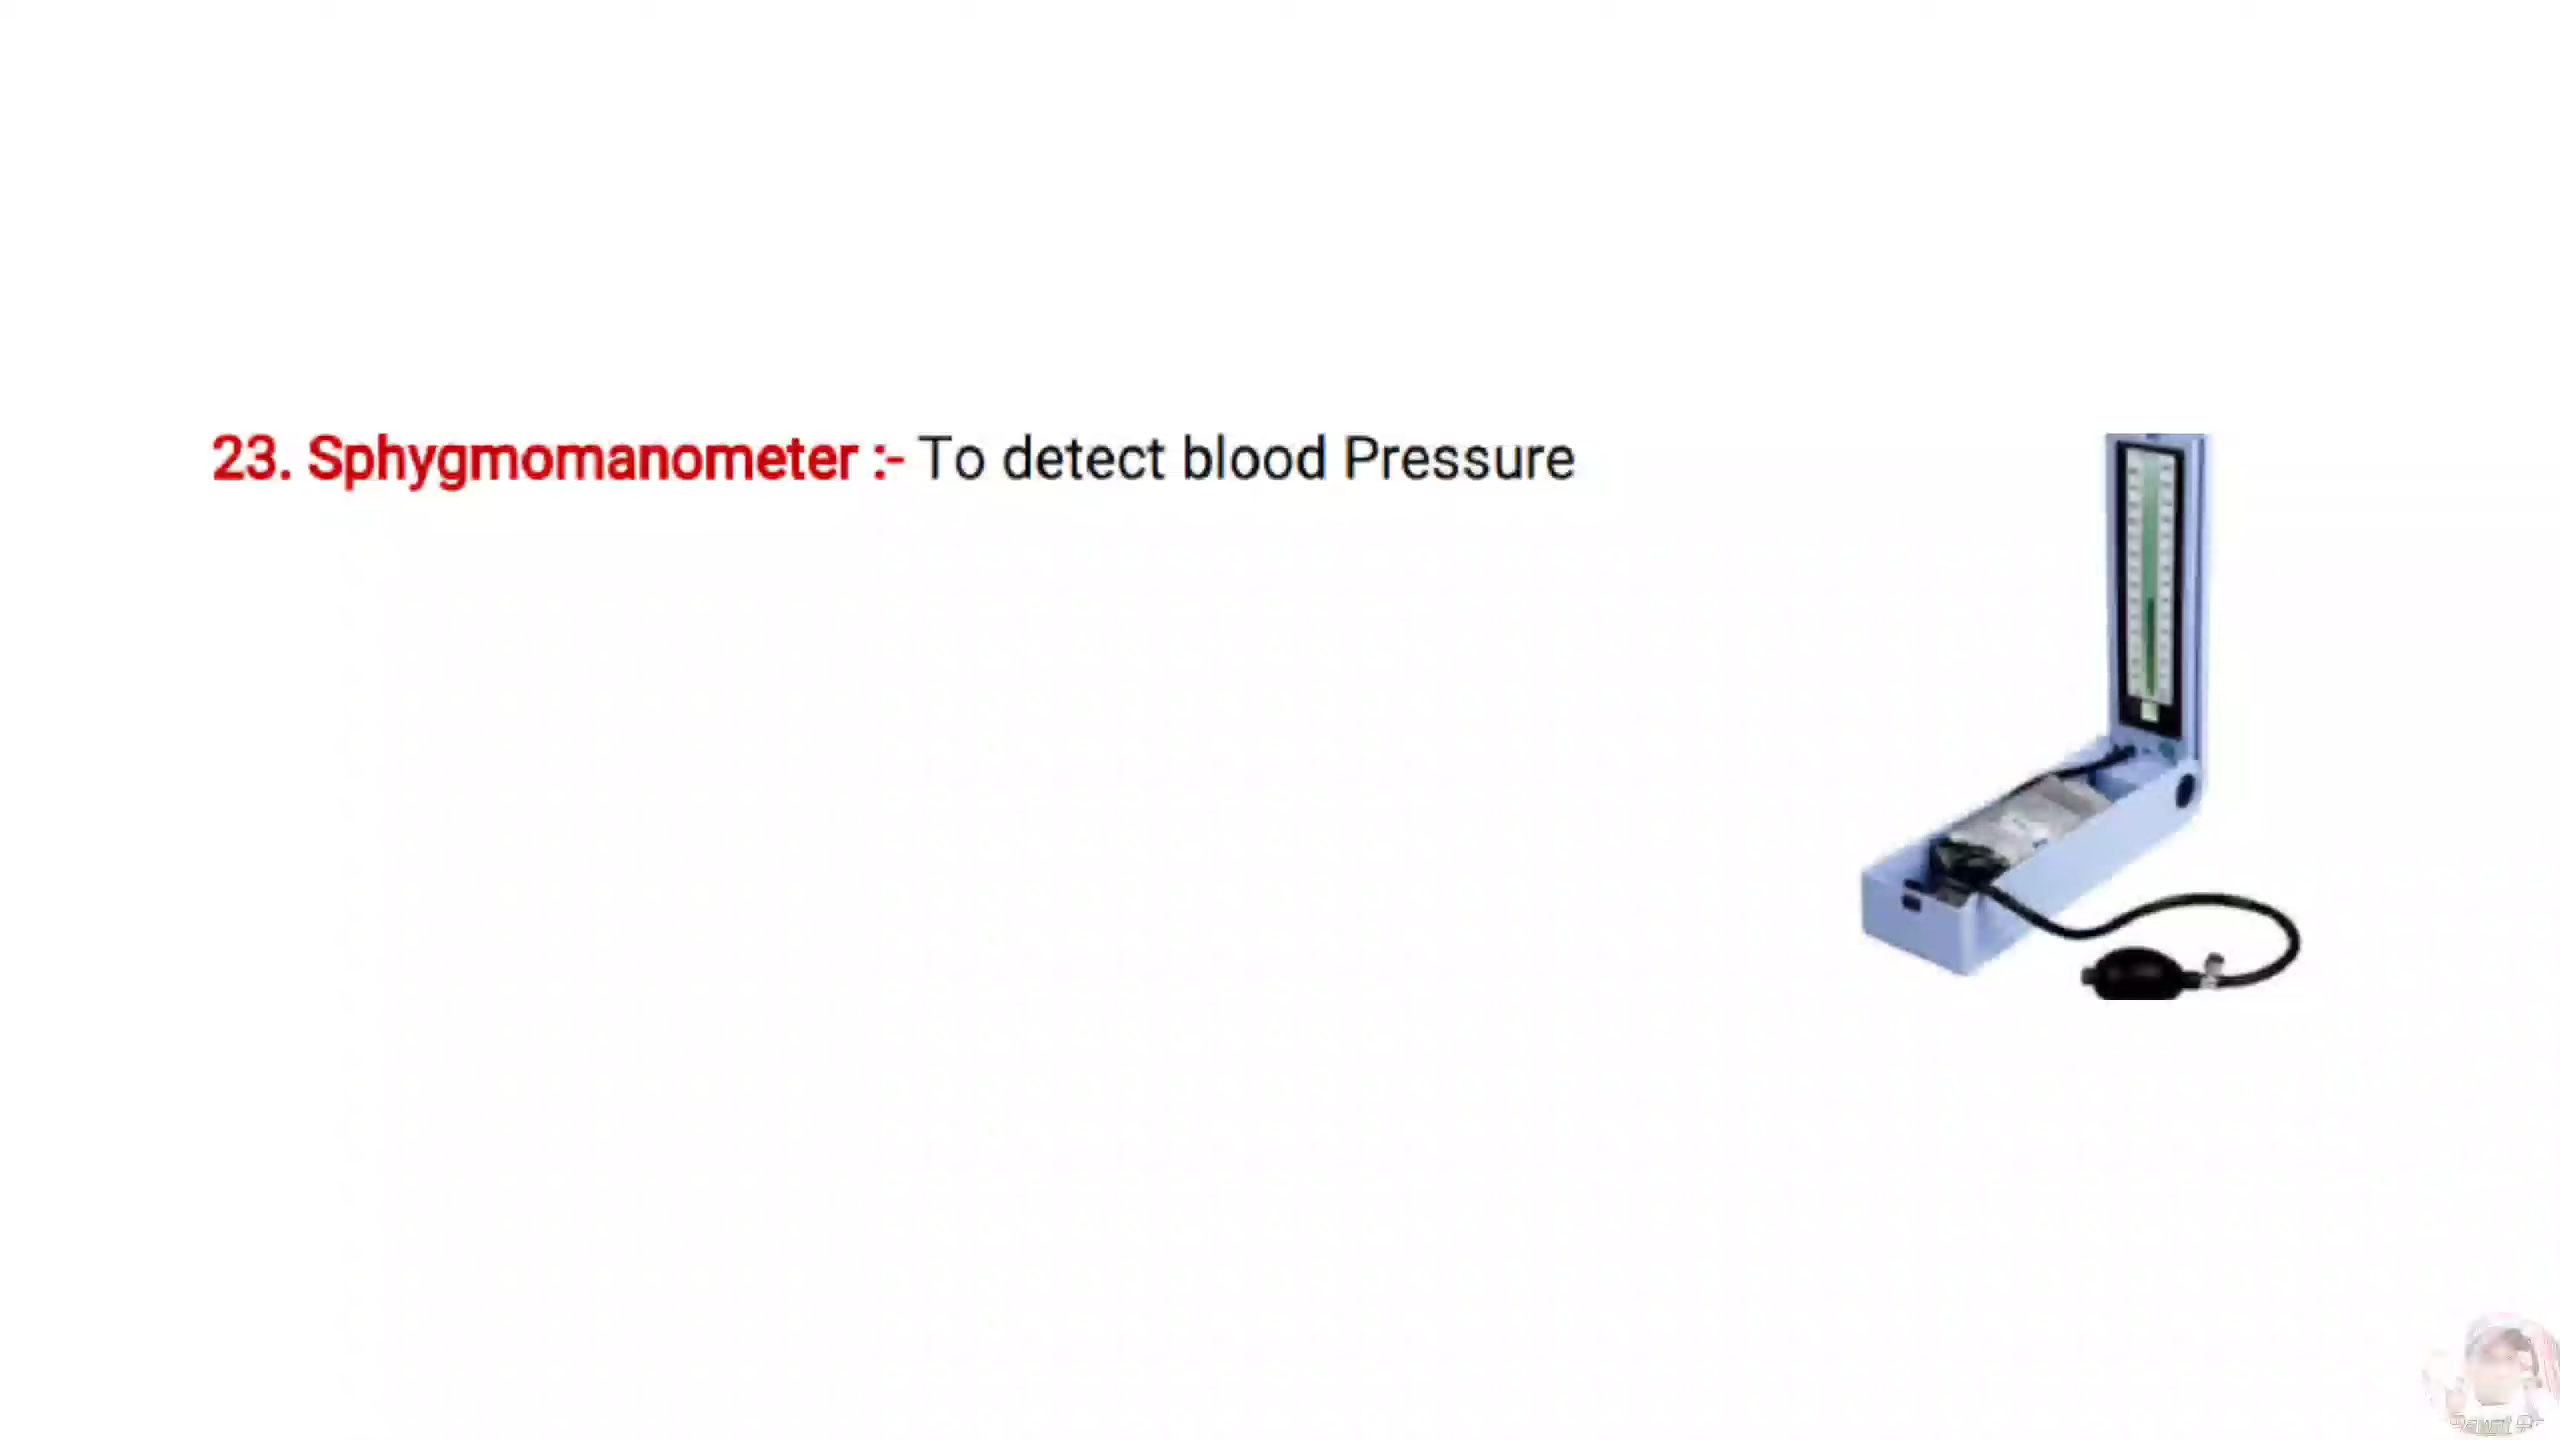 23. Sphygmomanometer :- To detect blood Pressure